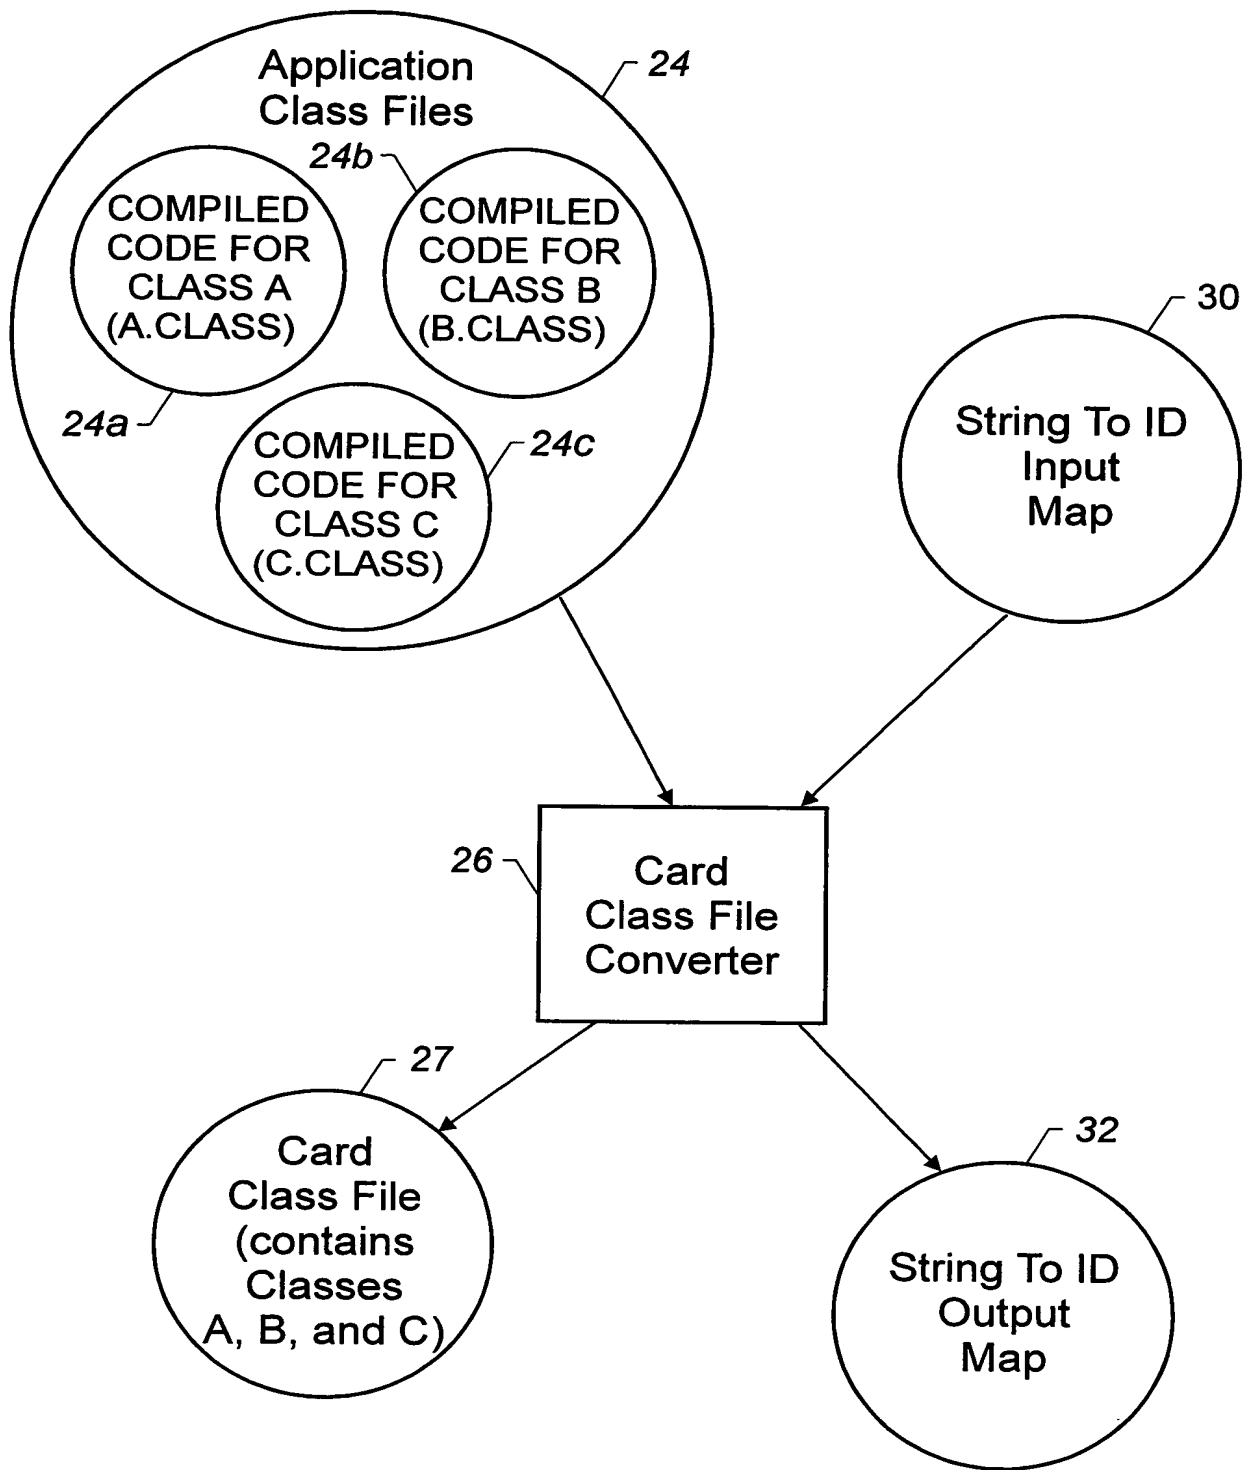 Application
Class Files
24
24b
COMPILED
CODE FOR
CLASS A
(A.CLASS)
COMPILED
CODE FOR
CLASS B
(B.CLASS)
24a
COMPILED
CODE FOR
CLASS C
(C.CLASS)
24c
30
String To ID
Input
Map
26
Card
Class File
Converter
27
Card
Class File
(contains
Classes
A, B, and C)
32
String To ID
Output
Map